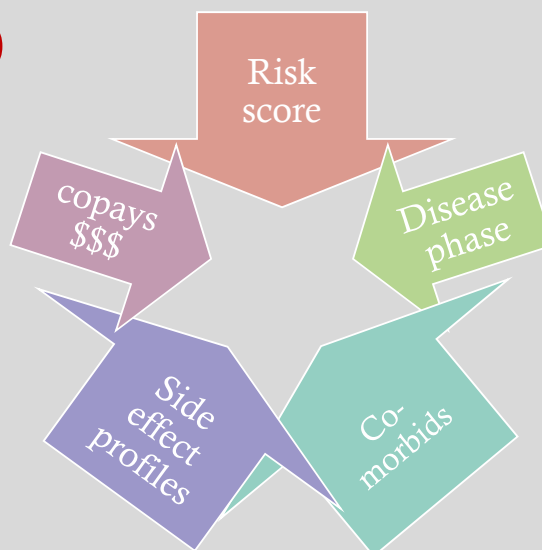 Risk
score
copays
$$$
Disease
phase
Side
effect
profiles
Co-
morbids